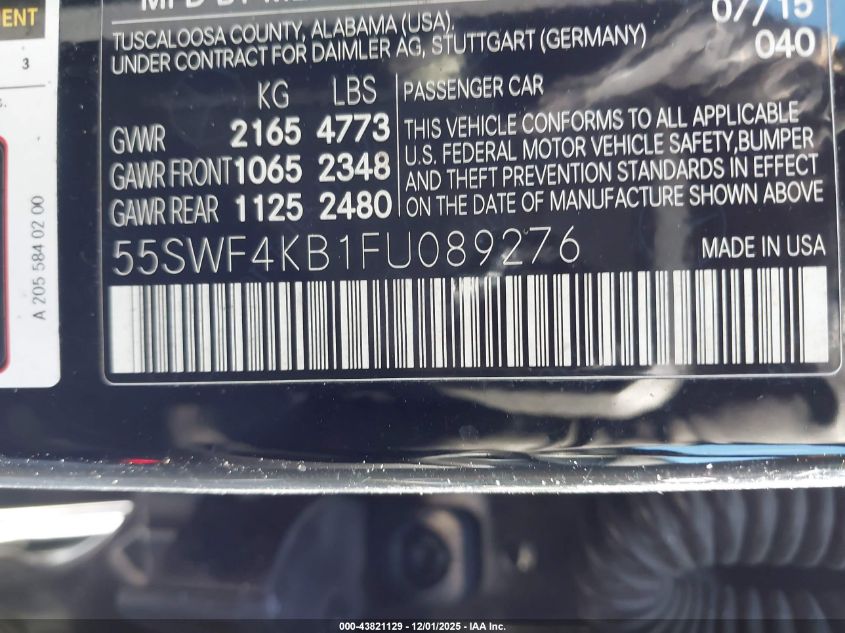 MFD BY
07/15
TUSCALOOSA COUNTY, ALABAMA (USA),
UNDER CONTRACT FOR DAIMLER AG, STUTTGART (GERMANY)
040
KG LBS
GVWR 2165 4773
GAWR FRONT 1065 2348
GAWR REAR 1125 2480
PASSENGER CAR
THIS VEHICLE CONFORMS TO ALL APPLICABLE
U.S. FEDERAL MOTOR VEHICLE SAFETY,BUMPER
AND THEFT PREVENTION STANDARDS IN EFFECT
ON THE DATE OF MANUFACTURE SHOWN ABOVE
55SWF4KB1FU089276
MADE IN USA
3
A 205 584 02 00
000-43821129 - 12/01/2025 - IAA Inc.